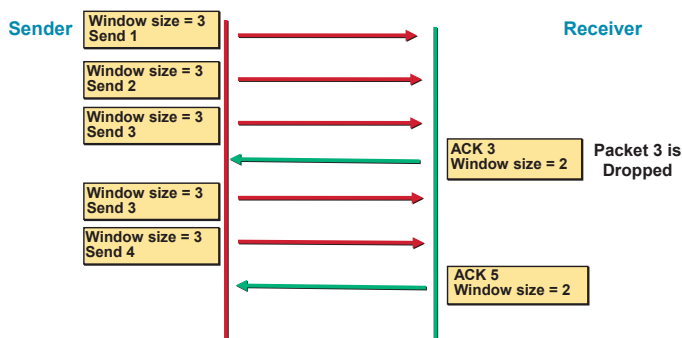 Sender
Receiver
Window size = 3
Send 1
Window size = 3
Send 2
Window size = 3
Send 3
ACK 3
Window size = 2
Packet 3 is
Dropped
Window size = 3
Send 3
Window size = 3
Send 4
ACK 5
Window size = 2